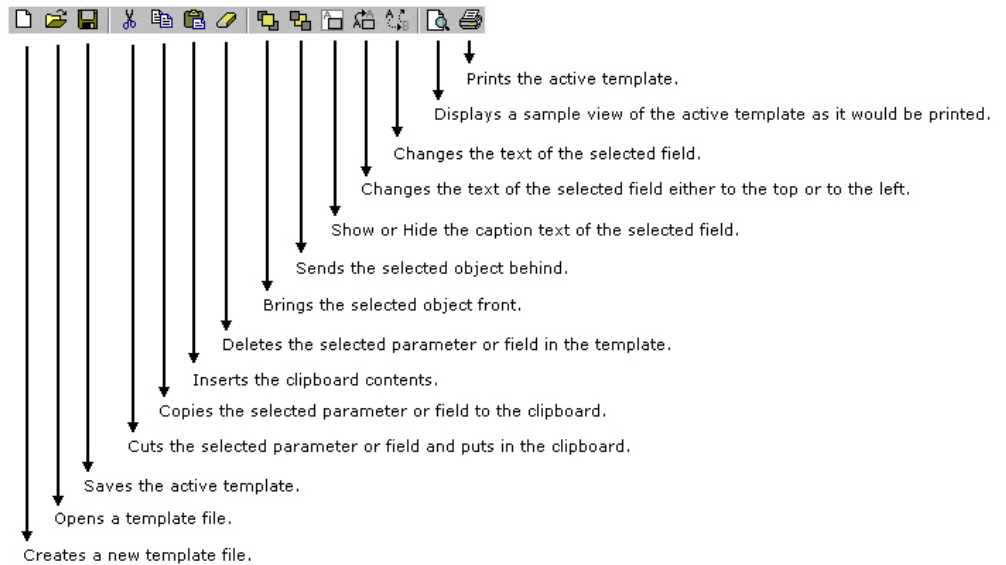 Prints the active template.
Displays a sample view of the active template as it would be printed.
Changes the text of the selected field.
Changes the text of the selected field either to the top or to the left.
Show or Hide the caption text of the selected field.
Sends the selected object behind.
Brings the selected object front.
Deletes the selected parameter or field in the template.
Inserts the clipboard contents.
Copies the selected parameter or field to the clipboard.
Cuts the selected parameter or field and puts in the clipboard.
Saves the active template.
Opens a template file.
Creates a new template file.